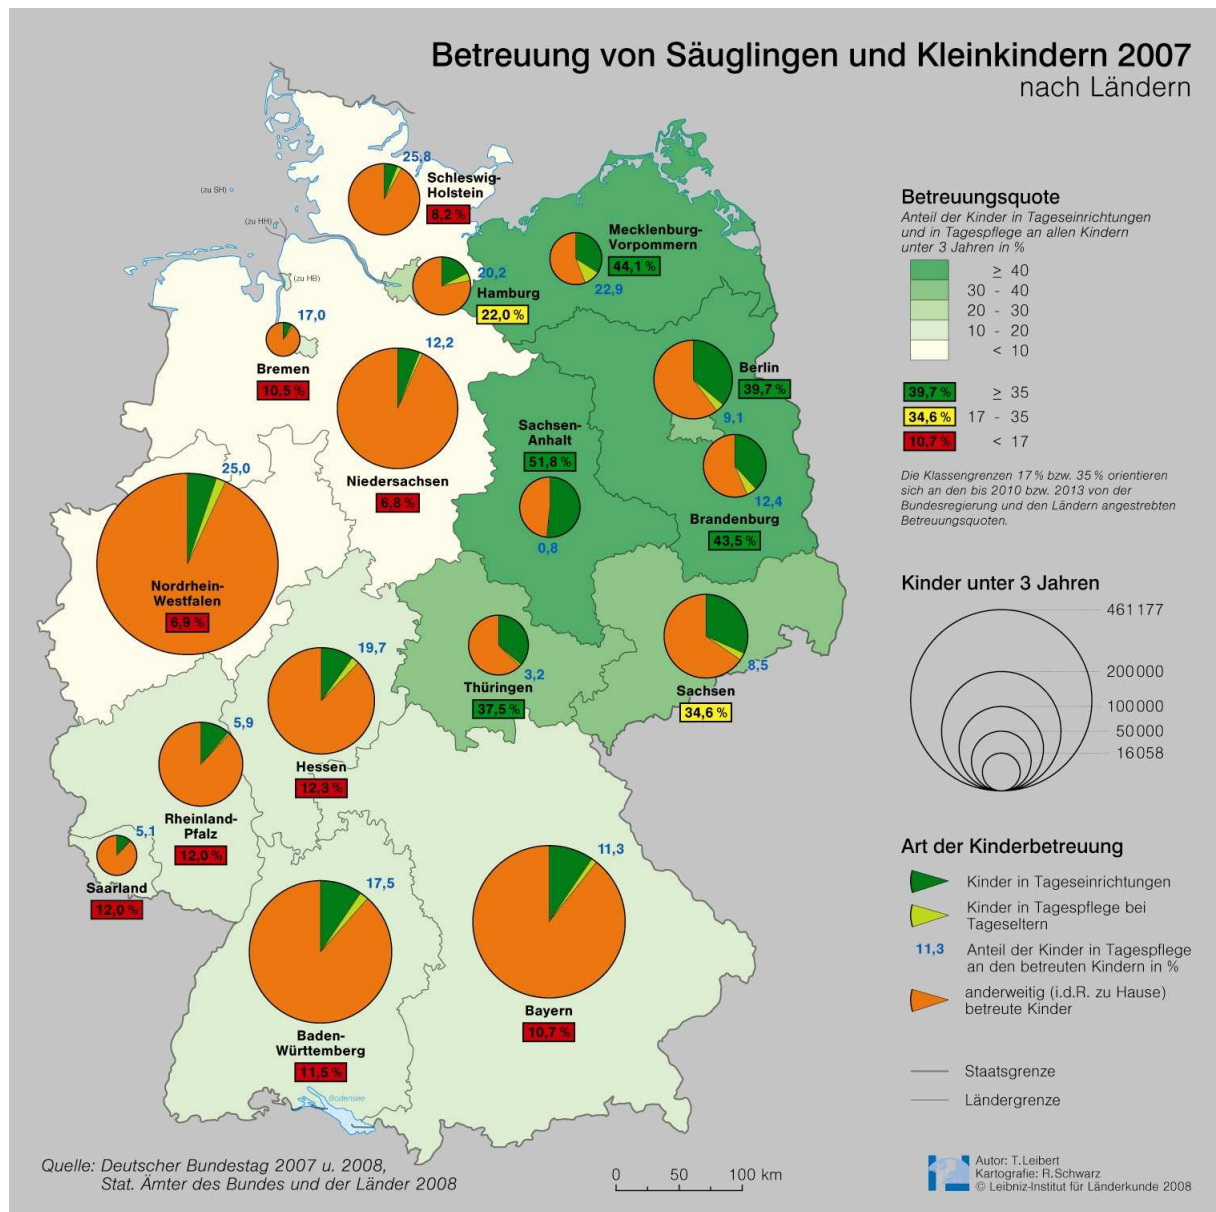 Betreuung von Säuglingen und Kleinkindern 2007
nach Ländern
25,8
Schleswig-
Holstein
8,2 %
(zu SH)
(zu HH)
(zu HB)
Mecklenburg-
Vorpommern
44,1 %
22,9
20,2
Hamburg
22,0 %
17,0
Bremen
10,5 %
12,2
Niedersachsen
6,8 %
Berlin
39,7 %
9,1
Sachsen-
Anhalt
51,8 %
0,8
12,4
Brandenburg
43,5 %
25,0
Nordrhein-
Westfalen
6,9 %
19,7
Hessen
12,3 %
3,2
Thüringen
37,5 %
8,5
Sachsen
34,6 %
5,9
Rheinland-
Pfalz
12,0 %
5,1
Saarland
12,0 %
17,5
Baden-
Württemberg
11,5 %
11,3
Bayern
10,7 %
Bodensee
Betreuungsquote
Anteil der Kinder in Tageseinrichtungen
und in Tagespflege an allen Kindern
unter 3 Jahren in %
≥ 40
30 - 40
20 - 30
10 - 20
< 10
39,7 % ≥ 35
34,6 % 17 - 35
10,7 % < 17
Die Klassengrenzen 17 % bzw. 35 % orientieren
sich an den bis 2010 bzw. 2013 von der
Bundesregierung und den Ländern angestrebten
Betreuungsquoten.
Kinder unter 3 Jahren
461 177
200 000
100 000
50 000
16 058
Art der Kinderbetreuung
Kinder in Tageseinrichtungen
Kinder in Tagespflege bei
Tageseltern
11,3 Anteil der Kinder in Tagespflege
an den betreuten Kindern in %
anderweitig (i.d.R. zu Hause)
betreute Kinder
Staatsgrenze
Ländergrenze
Quelle: Deutscher Bundestag 2007 u. 2008,
Stat. Ämter des Bundes und der Länder 2008
0 50 100 km
Autor: T. Leibert
Kartografie: R. Schwarz
© Leibniz-Institut für Länderkunde 2008